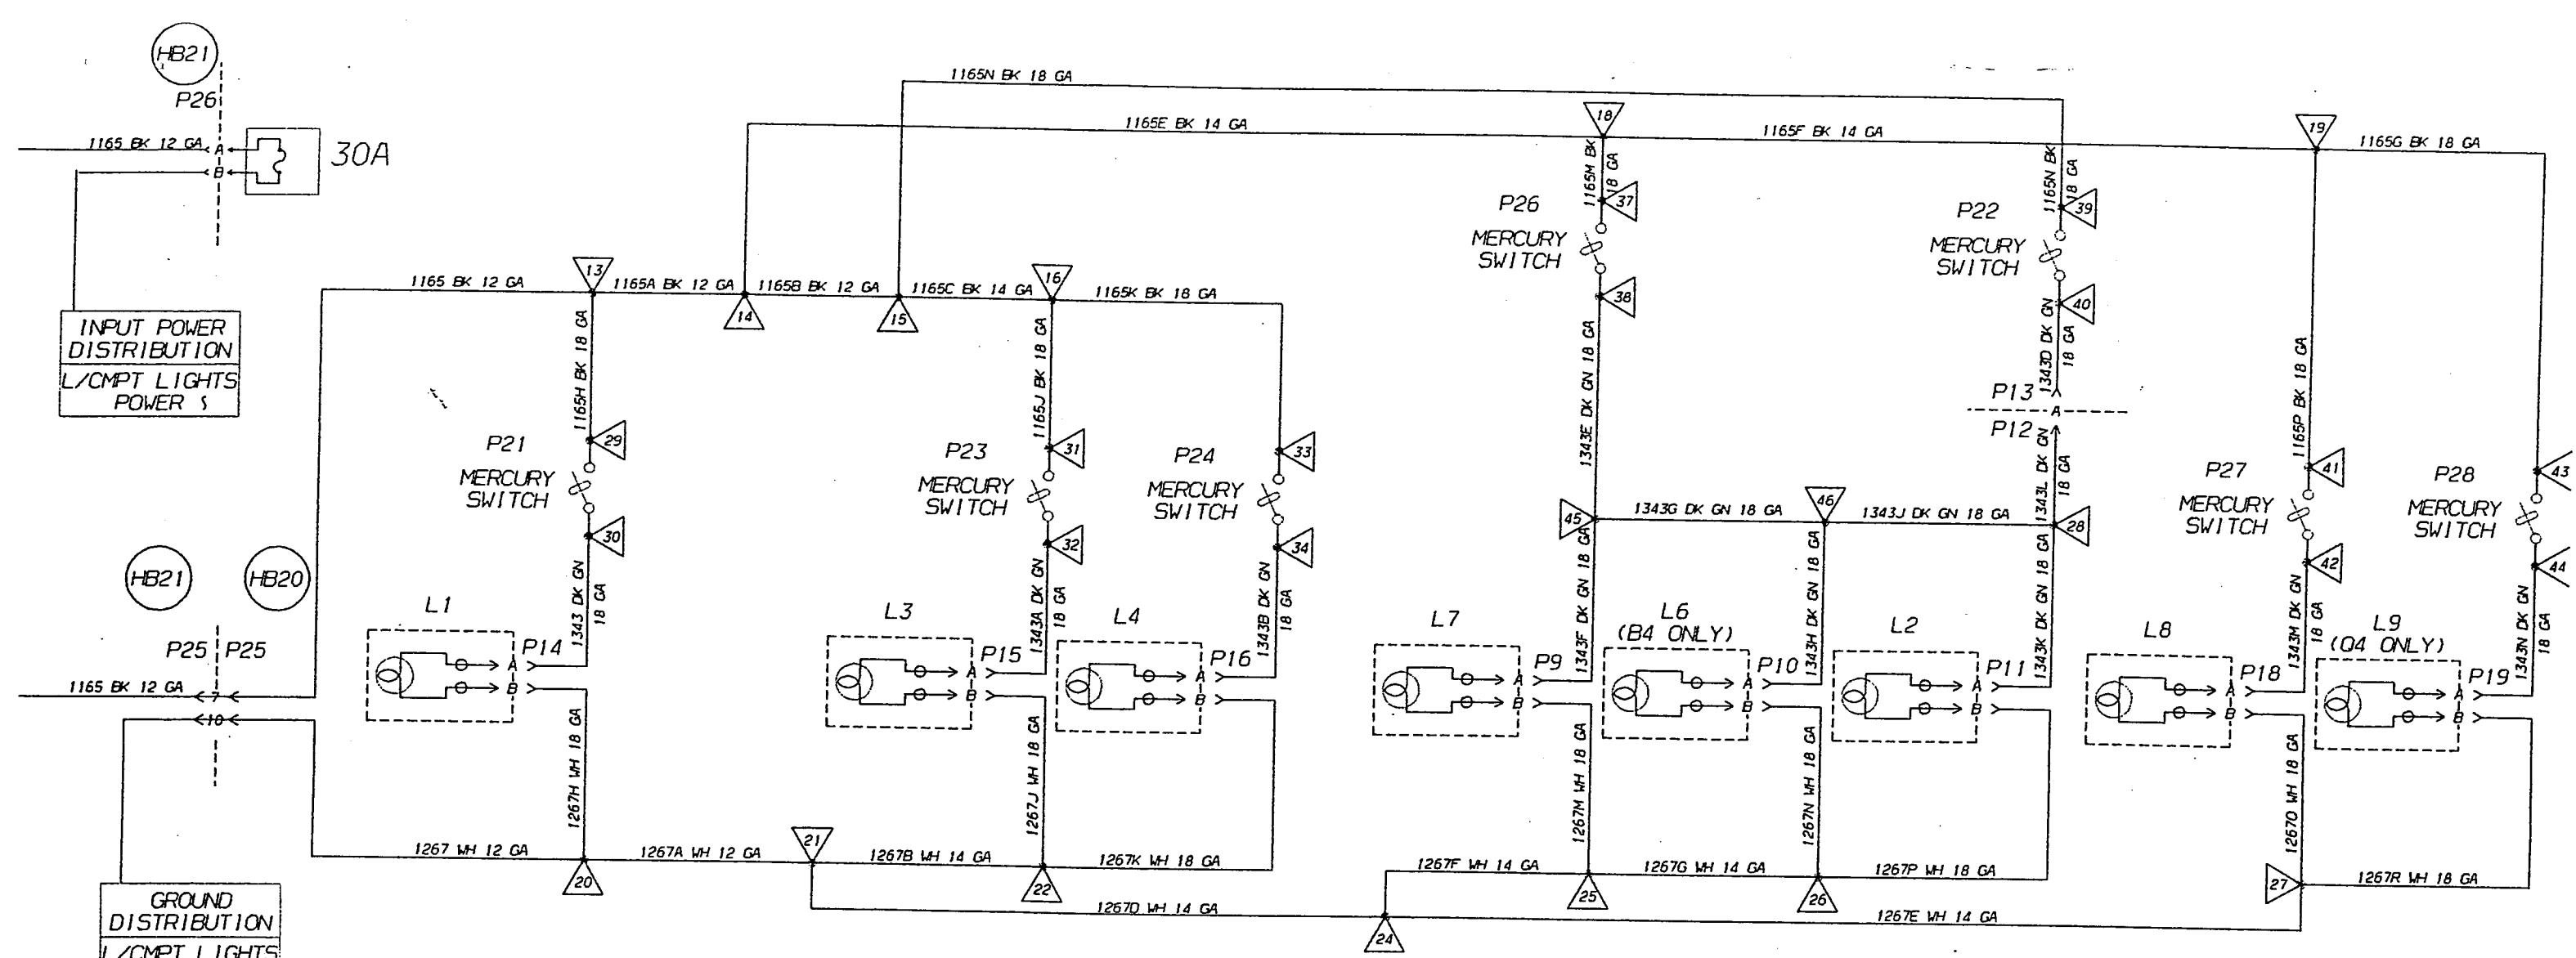 HB21
P26
1165 BK 12 GA
A
B
30A
INPUT POWER
DISTRIBUTION
L/CMPT LIGHTS
POWER
1165N BK 18 GA
1165E BK 14 GA
18
1165F BK 14 GA
19
1165G BK 18 GA
1165M BK
18 GA
37
1165N BK
18 GA
39
P26
MERCURY
SWITCH
38
P22
MERCURY
SWITCH
40
1165 BK 12 GA
13
1165A BK 12 GA
14
1165B BK 12 GA
15
1165C BK 14 GA
16
1165K BK 18 GA
1165H BK 18 GA
1165J BK 18 GA
1343E DK GN 18 GA
1343D DK GN
18 GA
P13
A
P12
1343L DK GN
18 GA
1165P BK 18 GA
P21
MERCURY
SWITCH
29
30
P23
MERCURY
SWITCH
31
32
P24
MERCURY
SWITCH
33
34
45
1343G DK GN 18 GA
46
1343J DK GN 18 GA
28
P27
MERCURY
SWITCH
41
42
P28
MERCURY
SWITCH
43
44
HB21
HB20
P25
P25
1165 BK 12 GA
7
10
L1
A
B
P14
1343 DK GN
18 GA
L3
A
B
P15
1343A DK GN
18 GA
L4
A
B
P16
1343B DK GN
18 GA
L7
A
B
P9
1343F DK GN 18 GA
L6
(B4 ONLY)
A
B
P10
1343H DK GN 18 GA
L2
A
B
P11
1343K DK GN 18 GA
L8
A
B
P18
1343M DK GN
18 GA
L9
(O4 ONLY)
A
B
P19
1343N DK GN
18 GA
1267H WH 18 GA
1267J WH 18 GA
1267M WH 18 GA
1267N WH 18 GA
1267O WH 18 GA
1267 WH 12 GA
20
1267A WH 12 GA
21
1267B WH 14 GA
22
1267K WH 18 GA
1267F WH 14 GA
25
1267G WH 14 GA
26
1267P WH 18 GA
27
1267R WH 18 GA
1267D WH 14 GA
24
1267E WH 14 GA
GROUND
DISTRIBUTION
L/CMPT LIGHTS